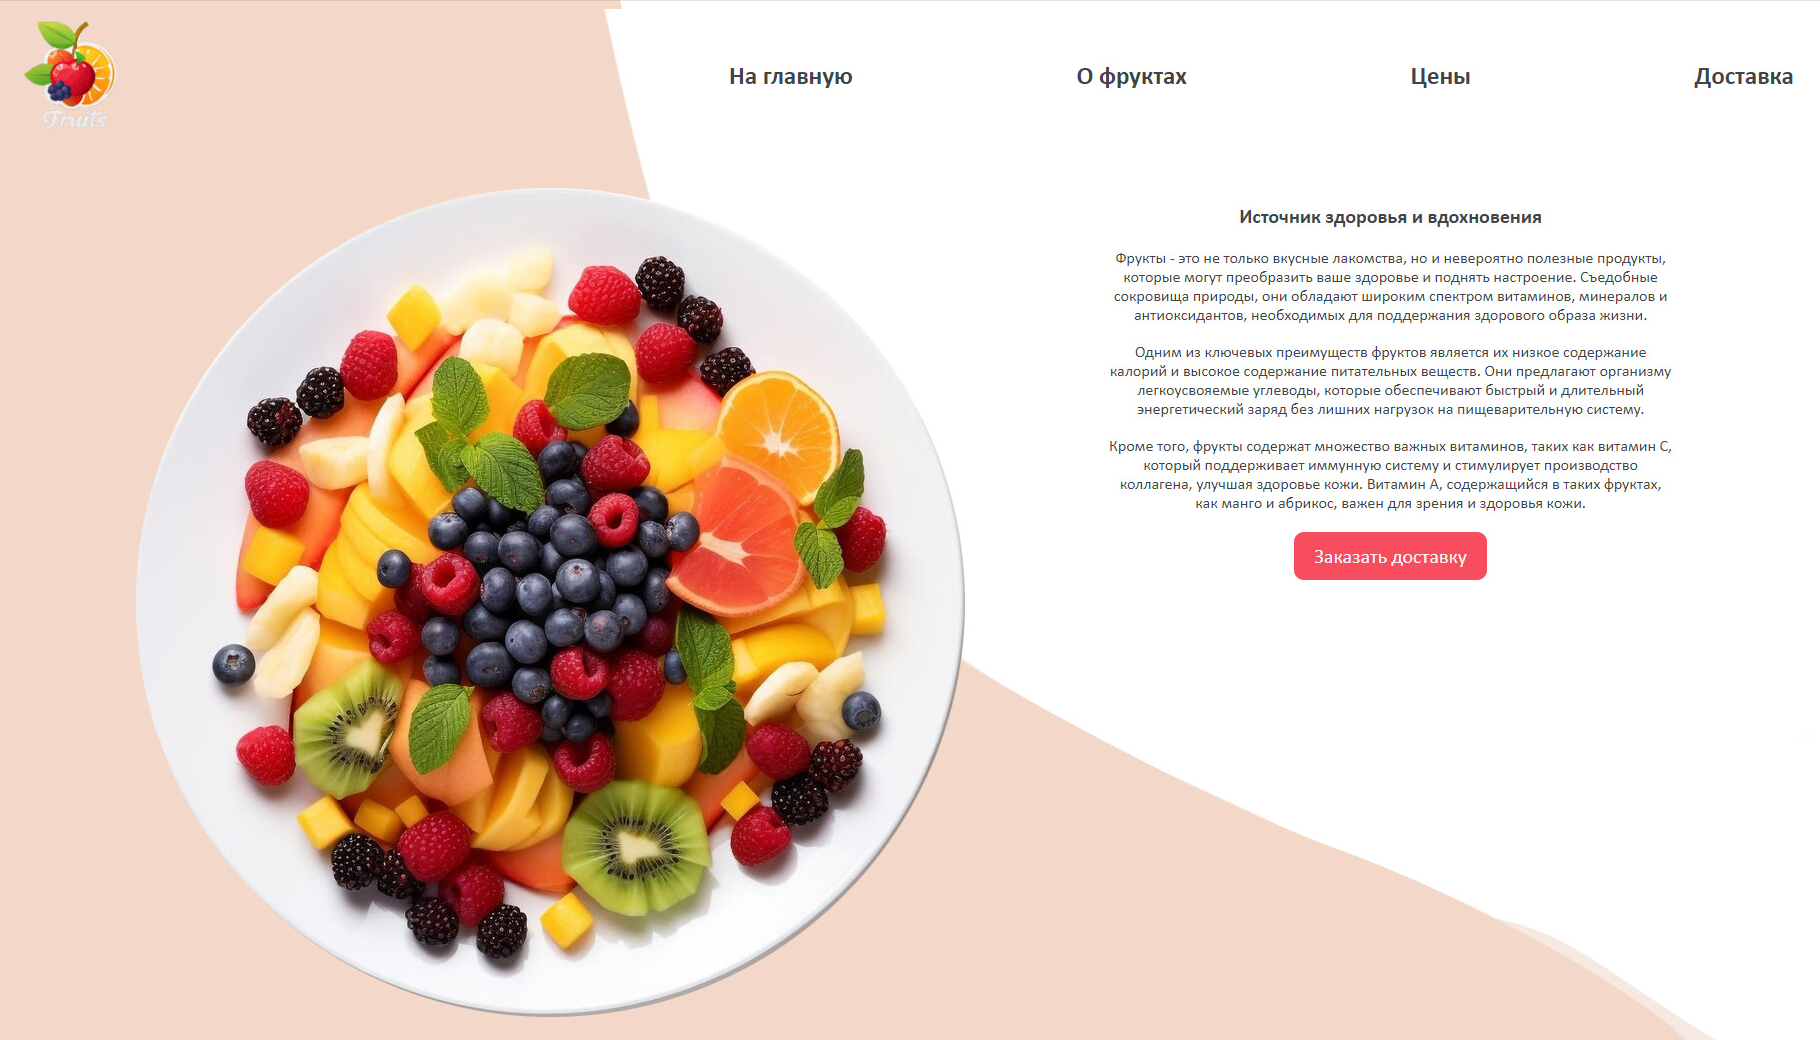 Fruits
На главную
О фруктах
Цены
Доставка
Источник здоровья и вдохновения
Фрукты - это не только вкусные лакомства, но и невероятно полезные продукты,
которые могут преобразить ваше здоровье и поднять настроение. Съедобные
сокровища природы, они обладают широким спектром витаминов, минералов и
антиоксидантов, необходимых для поддержания здорового образа жизни.
Одним из ключевых преимуществ фруктов является их низкое содержание
калорий и высокое содержание питательных веществ. Они предлагают организму
легкоусвояемые углеводы, которые обеспечивают быстрый и длительный
энергетический заряд без лишних нагрузок на пищеварительную систему.
Кроме того, фрукты содержат множество важных витаминов, таких как витамин С,
который поддерживает иммунную систему и стимулирует производство
коллагена, улучшая здоровье кожи. Витамин А, содержащийся в таких фруктах,
как манго и абрикос, важен для зрения и здоровья кожи.
Заказать доставку